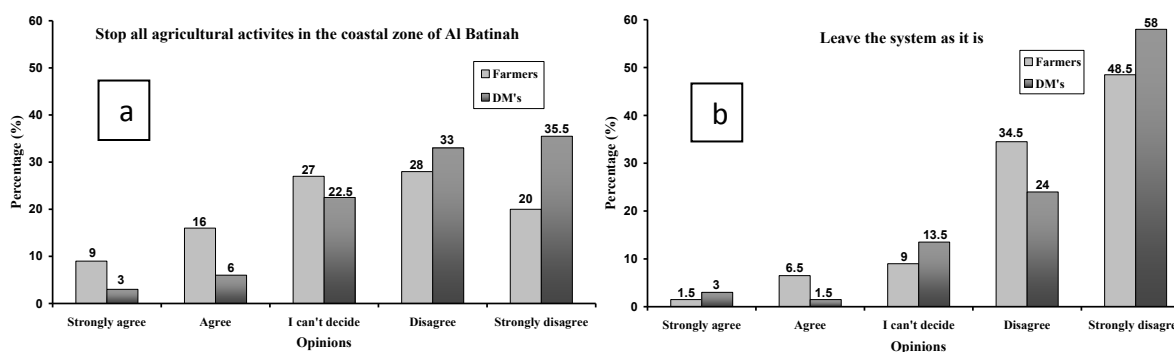 Stop all agricultural activites in the coastal zone of Al Batinah
Farmers
DM's
a
Percentage (%)
60
50
40
30
20
10
0
9
3
16
6
27
22.5
28
33
20
35.5
Strongly agree
Agree
I can't decide
Disagree
Strongly disagree
Opinions
Leave the system as it is
Farmers
DM's
b
Percentage (%)
60
50
40
30
20
10
0
1.5
3
6.5
1.5
9
13.5
34.5
24
48.5
58
Strongly agree
Agree
I can't decide
Disagree
Strongly disagree
Opinions